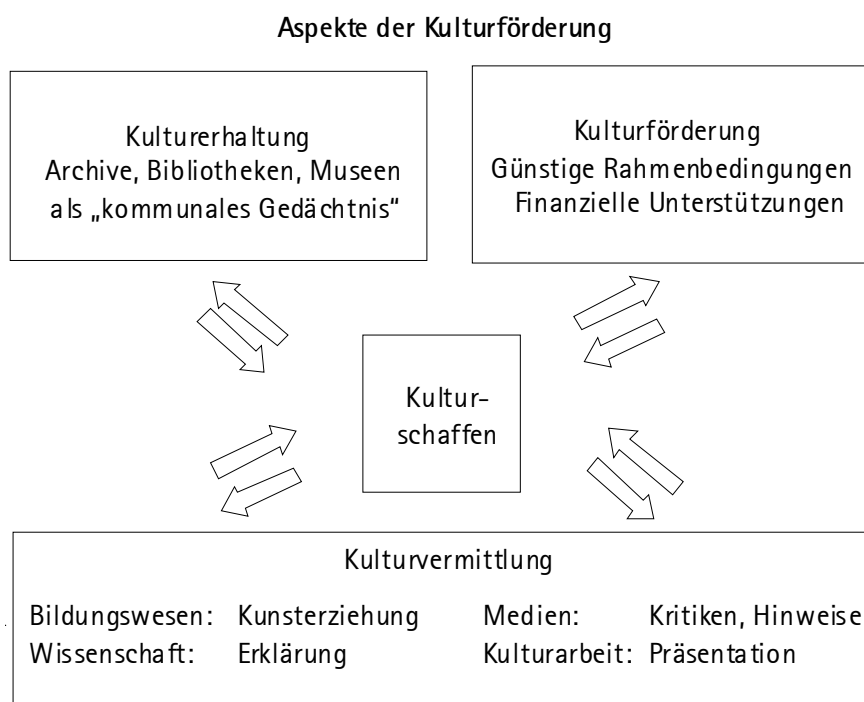 Aspekte der Kulturförderung
Kulturerhaltung
Archive, Bibliotheken, Museen
als „kommunales Gedächtnis“
Kulturförderung
Günstige Rahmenbedingungen
Finanzielle Unterstützungen
Kultur-
schaffen
Kulturvermittlung
Bildungswesen: Kunsterziehung Medien: Kritiken, Hinweise
Wissenschaft: Erklärung Kulturarbeit: Präsentation